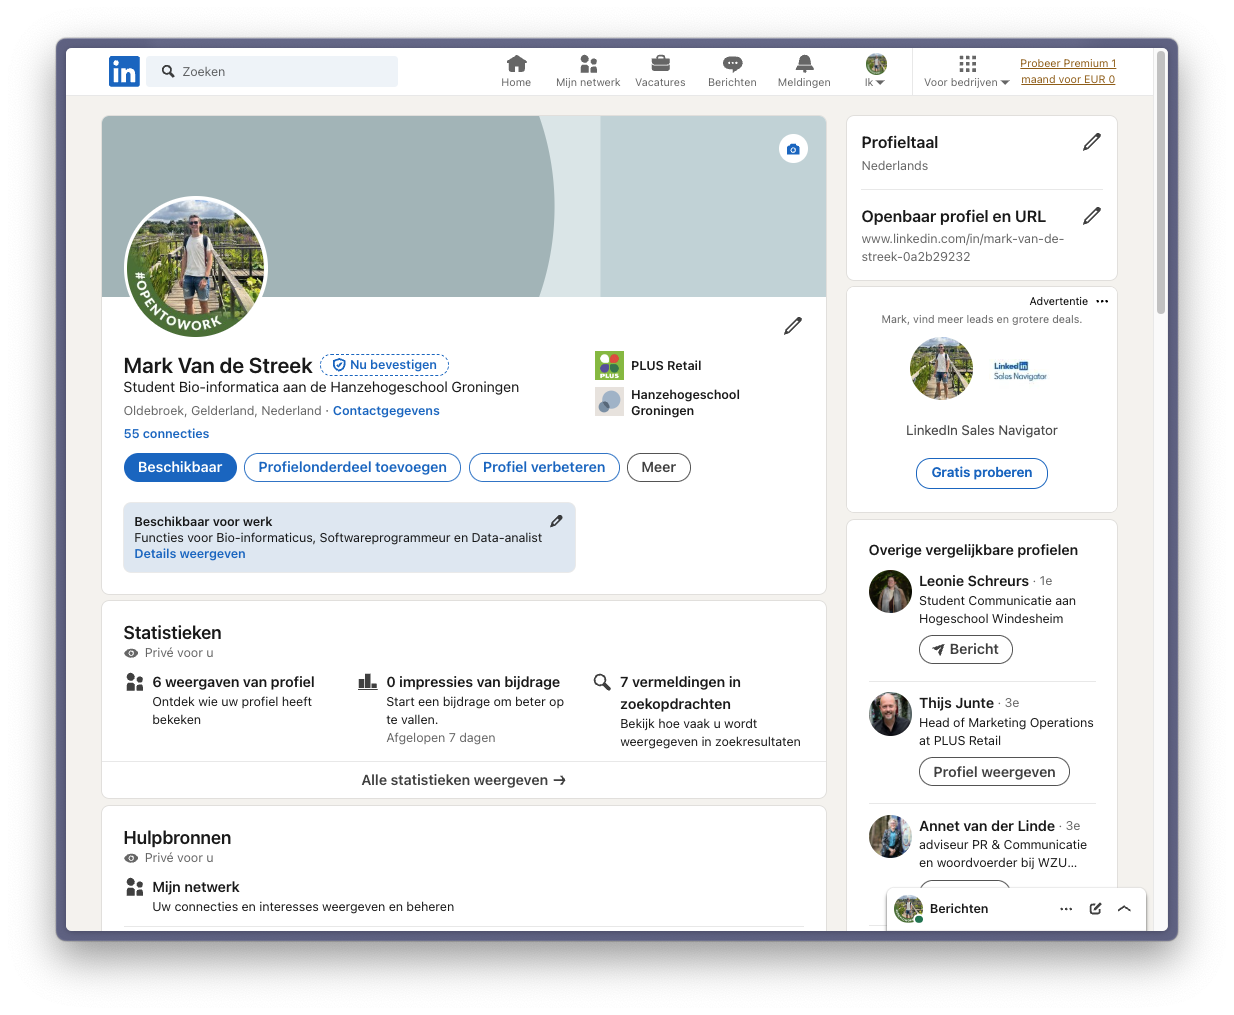 in
Zoeken
Home
Mijn netwerk
Vacatures
Berichten
Meldingen
Ik
Voor bedrijven
Probeer Premium 1
maand voor EUR 0
#OPENTOWORK
Mark Van de Streek
Nu bevestigen
Student Bio-informatica aan de Hanzehogeschool Groningen
Oldebroek, Gelderland, Nederland · Contactgegevens
55 connecties
PLUS
PLUS Retail
Hanzehogeschool
Groningen
Beschikbaar
Profielonderdeel toevoegen
Profiel verbeteren
Meer
Beschikbaar voor werk
Functies voor Bio-informaticus, Softwareprogrammeur en Data-analist
Details weergeven
Statistieken
Privé voor u
6 weergaven van profiel
Ontdek wie uw profiel heeft
bekeken
0 impressies van bijdrage
Start een bijdrage om beter op
te vallen.
Afgelopen 7 dagen
7 vermeldingen in
zoekopdrachten
Bekijk hoe vaak u wordt
weergegeven in zoekresultaten
Alle statistieken weergeven →
Hulpbronnen
Privé voor u
Mijn netwerk
Uw connecties en interesses weergeven en beheren
Profieltaal
Nederlands
Openbaar profiel en URL
www.linkedin.com/in/mark-van-de-
streek-0a2b29232
Advertentie
Mark, vind meer leads en grotere deals.
Linkedin
Sales Navigator
LinkedIn Sales Navigator
Gratis proberen
Overige vergelijkbare profielen
Leonie Schreurs · 1e
Student Communicatie aan
Hogeschool Windesheim
Bericht
Thijs Junte · 3e
Head of Marketing Operations
at PLUS Retail
Profiel weergeven
Annet van der Linde · 3e
adviseur PR & Communicatie
en woordvoerder bij WZU...
Berichten